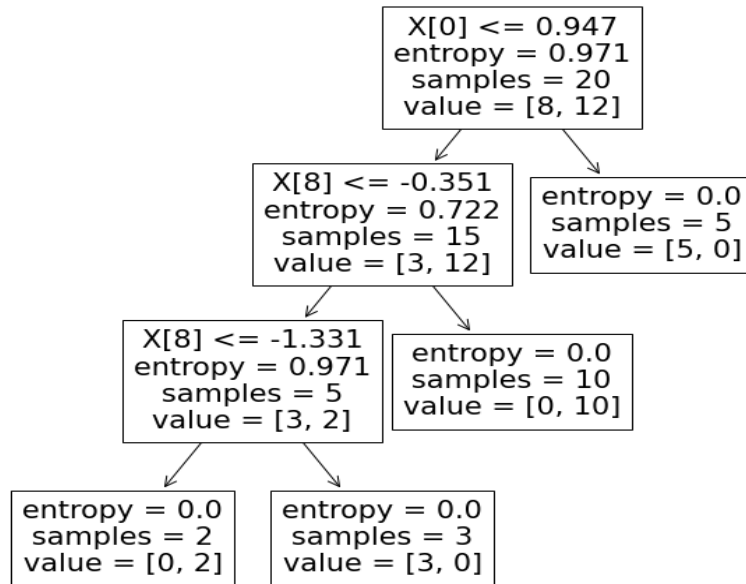 X[0] <= 0.947
entropy = 0.971
samples = 20
value = [8, 12]
X[8] <= -0.351
entropy = 0.722
samples = 15
value = [3, 12]
entropy = 0.0
samples = 5
value = [5, 0]
X[8] <= -1.331
entropy = 0.971
samples = 5
value = [3, 2]
entropy = 0.0
samples = 10
value = [0, 10]
entropy = 0.0
samples = 2
value = [0, 2]
entropy = 0.0
samples = 3
value = [3, 0]